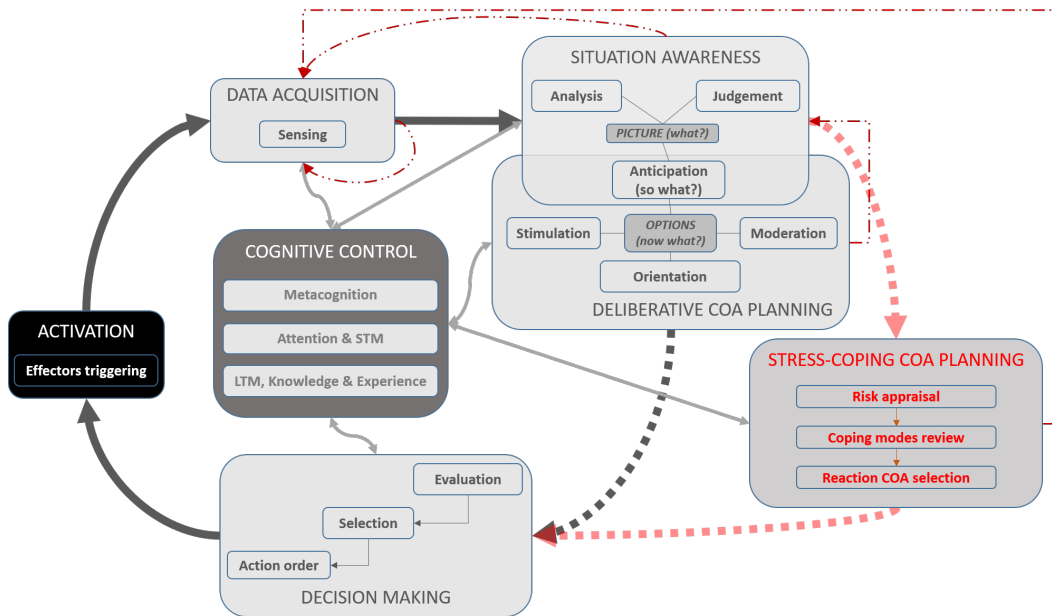 SITUATION AWARENESS
Analysis
Judgement
PICTURE (what?)
Anticipation
(so what?)
DATA ACQUISITION
Sensing
Stimulation
OPTIONS
(now what?)
Moderation
Orientation
DELIBERATIVE COA PLANNING
COGNITIVE CONTROL
Metacognition
Attention & STM
LTM, Knowledge & Experience
ACTIVATION
Effectors triggering
STRESS-COPING COA PLANNING
Risk appraisal
Coping modes review
Reaction COA selection
Evaluation
Selection
Action order
DECISION MAKING